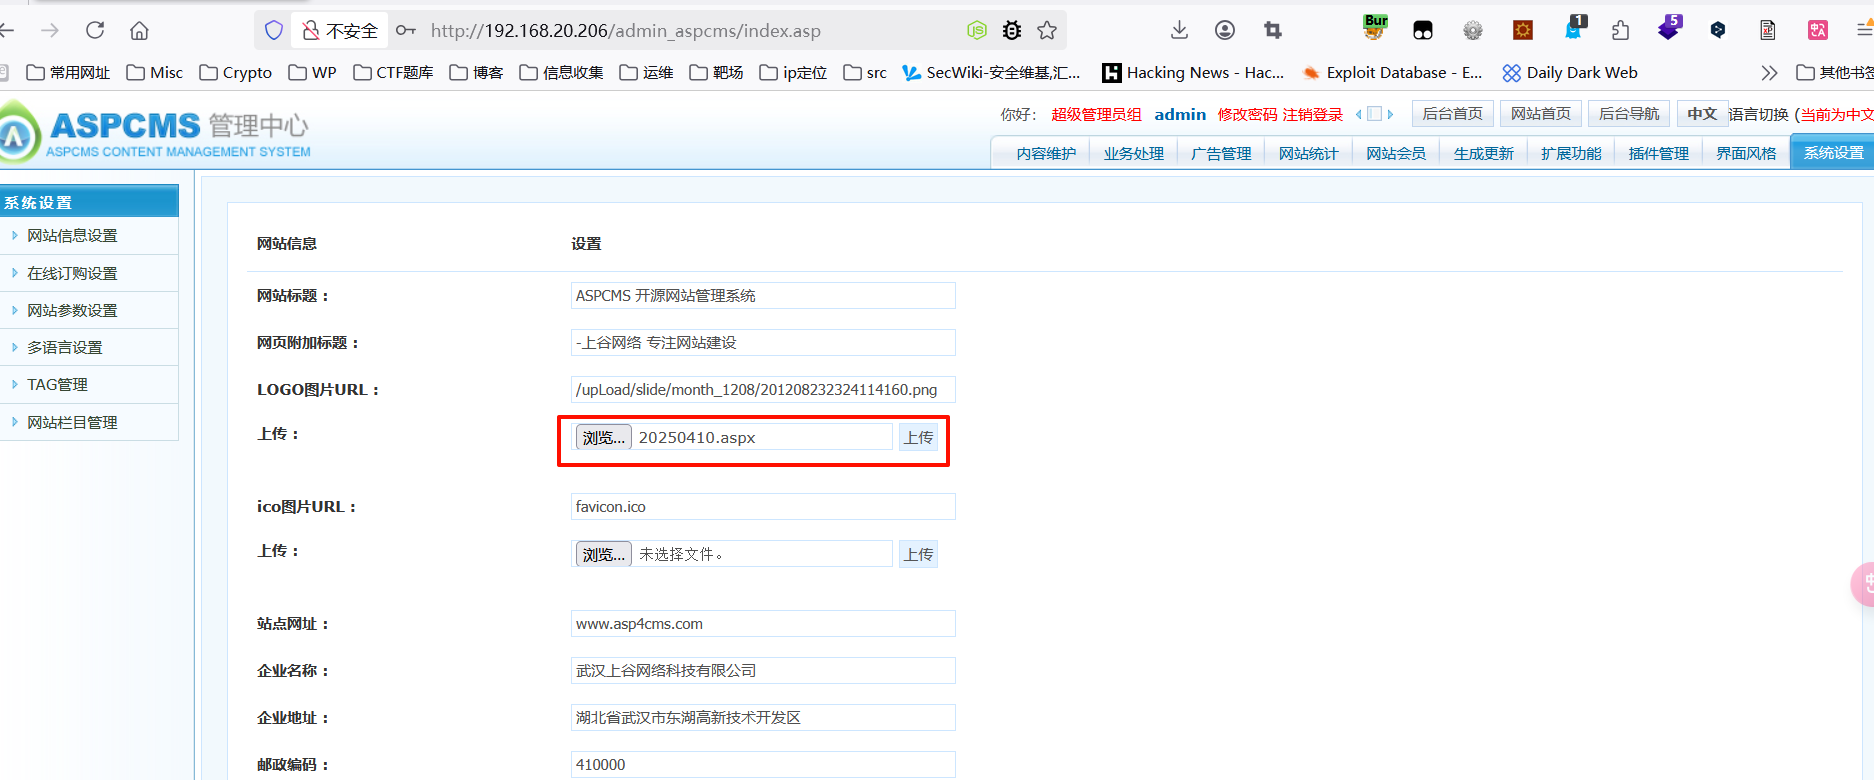 不安全 http://192.168.20.206/admin_aspcms/index.asp Bur 1 5
常用网址 Misc Crypto WP CTF题库 博客 信息收集 运维 靶场 ip定位 src SecWiki-安全维基,汇... Hacking News - Hac... Exploit Database - E... Daily Dark Web 其他书签
ASPCMS 管理中心
ASPCMS CONTENT MANAGEMENT SYSTEM
你好： 超级管理员组 admin 修改密码 注销登录 后台首页 网站首页 后台导航 中文 语言切换 (当前为中文
内容维护 业务处理 广告管理 网站统计 网站会员 生成更新 扩展功能 插件管理 界面风格 系统设置
系统设置
网站信息设置
在线订购设置
网站参数设置
多语言设置
TAG管理
网站栏目管理
网站信息 设置
网站标题： ASPCMS 开源网站管理系统
网页附加标题： -上谷网络 专注网站建设
LOGO图片URL： /upLoad/slide/month_1208/201208232324114160.png
上传： 浏览... 20250410.aspx 上传
ico图片URL： favicon.ico
上传： 浏览... 未选择文件。 上传
站点网址： www.asp4cms.com
企业名称： 武汉上谷网络科技有限公司
企业地址： 湖北省武汉市东湖高新技术开发区
邮政编码： 410000